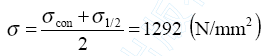 σ = (σcon + σ1/2) / 2 = 1292 (N/mm²)